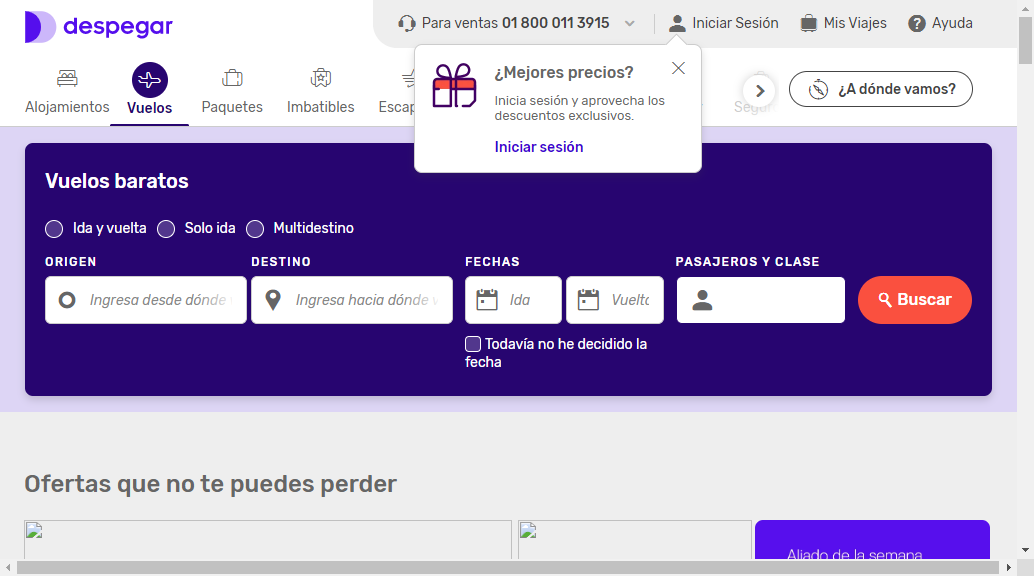 despegar
Para ventas 01 800 011 3915
Iniciar Sesión
Mis Viajes
Ayuda
Alojamientos
Vuelos
Paquetes
Imbatibles
¿A dónde vamos?
¿Mejores precios?
Inicia sesión y aprovecha los
descuentos exclusivos.
Iniciar sesión
Vuelos baratos
Ida y vuelta
Solo ida
Multidestino
ORIGEN
DESTINO
FECHAS
PASAJEROS Y CLASE
Ingresa desde dónde
Ingresa hacia dónde
Ida
Vuelta
Buscar
Todavía no he decidido la
fecha
Ofertas que no te puedes perder
Aliado de la semana